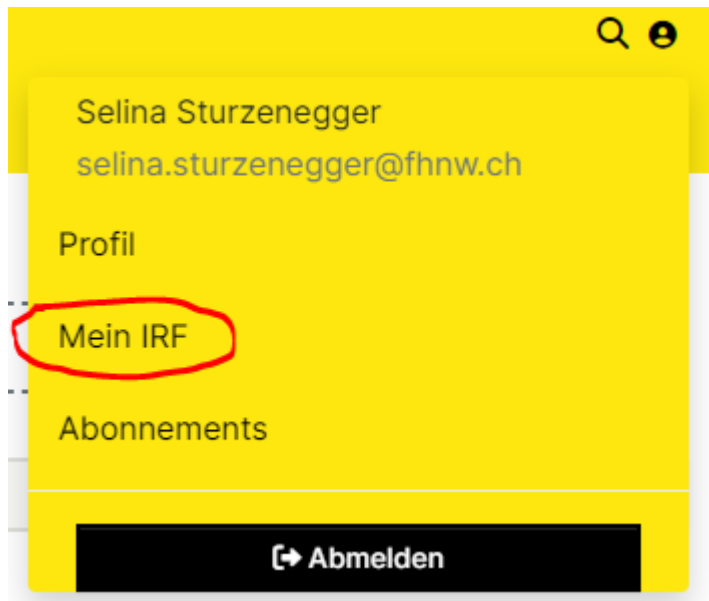 Selina Sturzenegger
selina.sturzenegger@fhnw.ch
Profil
Mein IRF
Abonnements
Abmelden